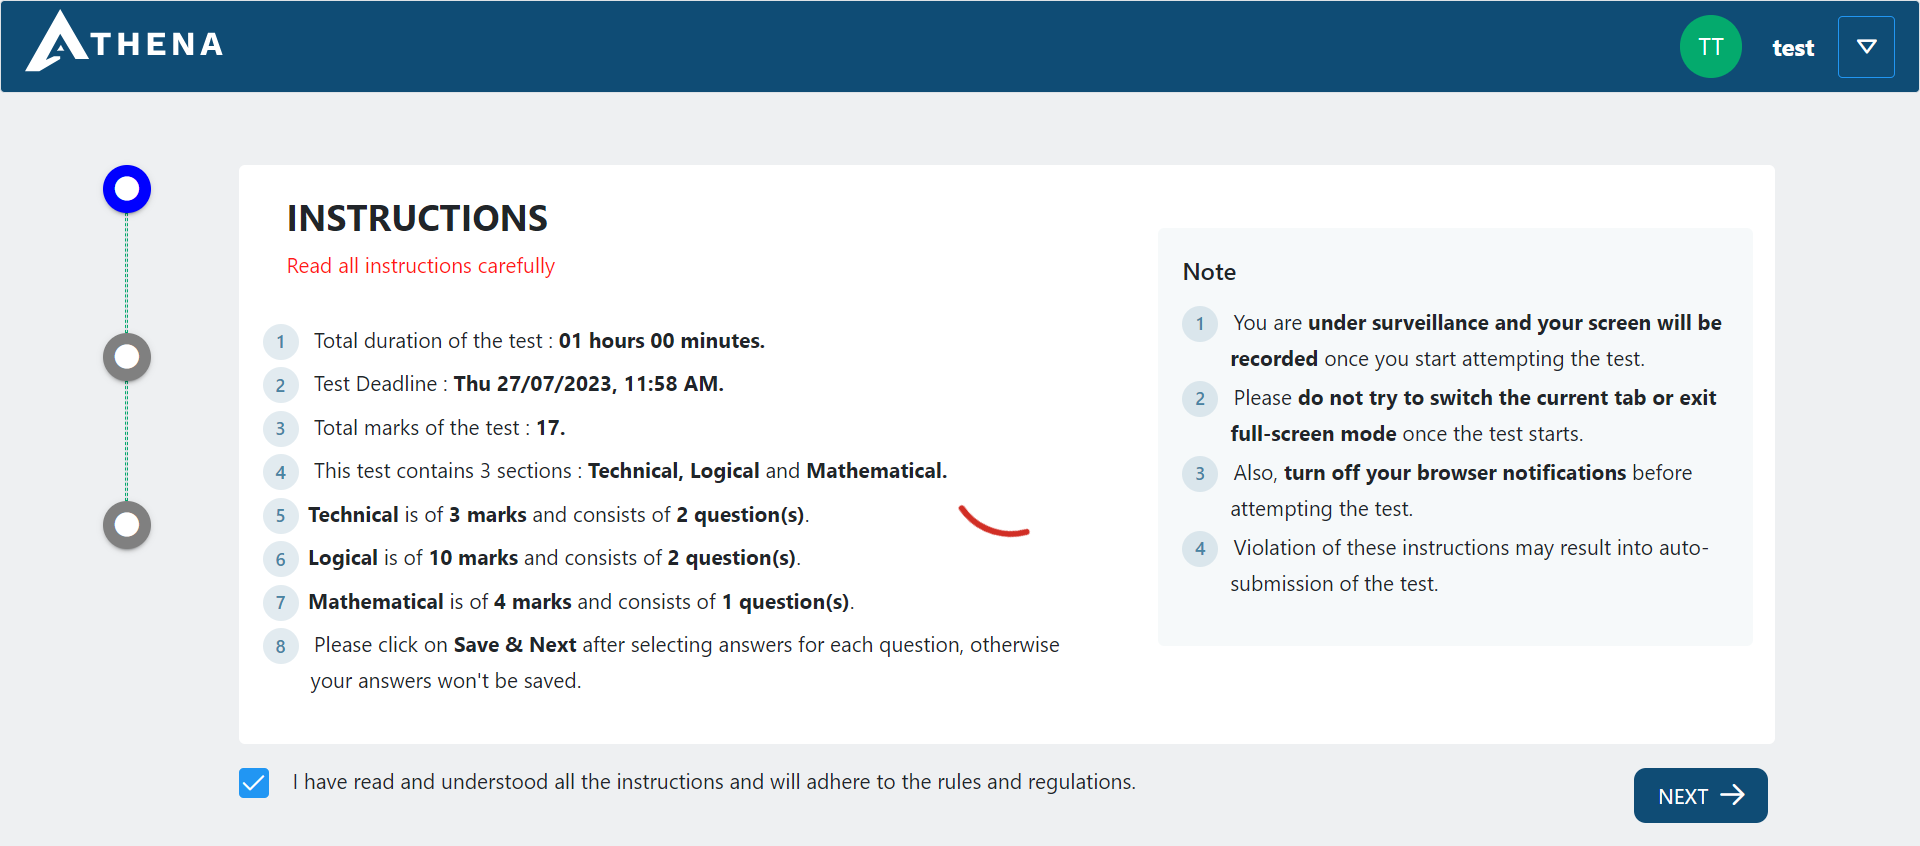 ATHENA
TT
test
INSTRUCTIONS
Read all instructions carefully
1 Total duration of the test : 01 hours 00 minutes.
2 Test Deadline : Thu 27/07/2023, 11:58 AM.
3 Total marks of the test : 17.
4 This test contains 3 sections : Technical, Logical and Mathematical.
5 Technical is of 3 marks and consists of 2 question(s).
6 Logical is of 10 marks and consists of 2 question(s).
7 Mathematical is of 4 marks and consists of 1 question(s).
8 Please click on Save & Next after selecting answers for each question, otherwise
your answers won't be saved.
Note
1 You are under surveillance and your screen will be
recorded once you start attempting the test.
2 Please do not try to switch the current tab or exit
full-screen mode once the test starts.
3 Also, turn off your browser notifications before
attempting the test.
4 Violation of these instructions may result into auto-
submission of the test.
I have read and understood all the instructions and will adhere to the rules and regulations.
NEXT